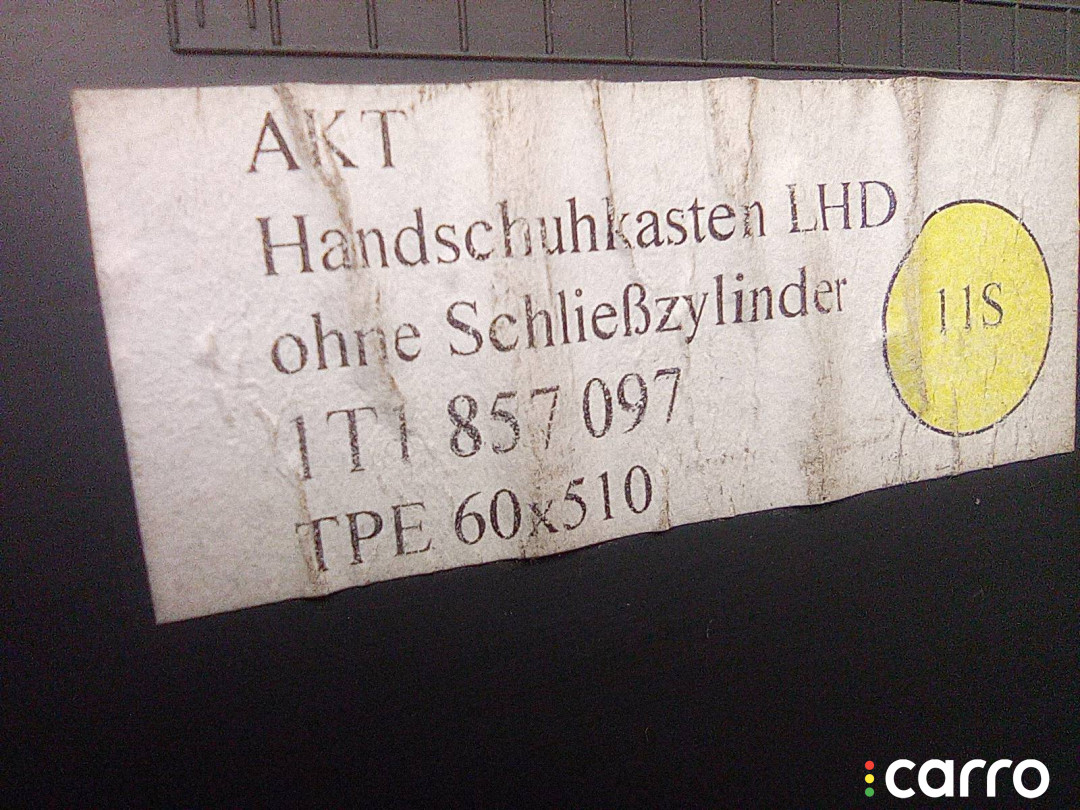 AKT
Handschuhkasten LHD
ohne Schließzylinder
11S
1T1 857 097
TPE 60x510
carro